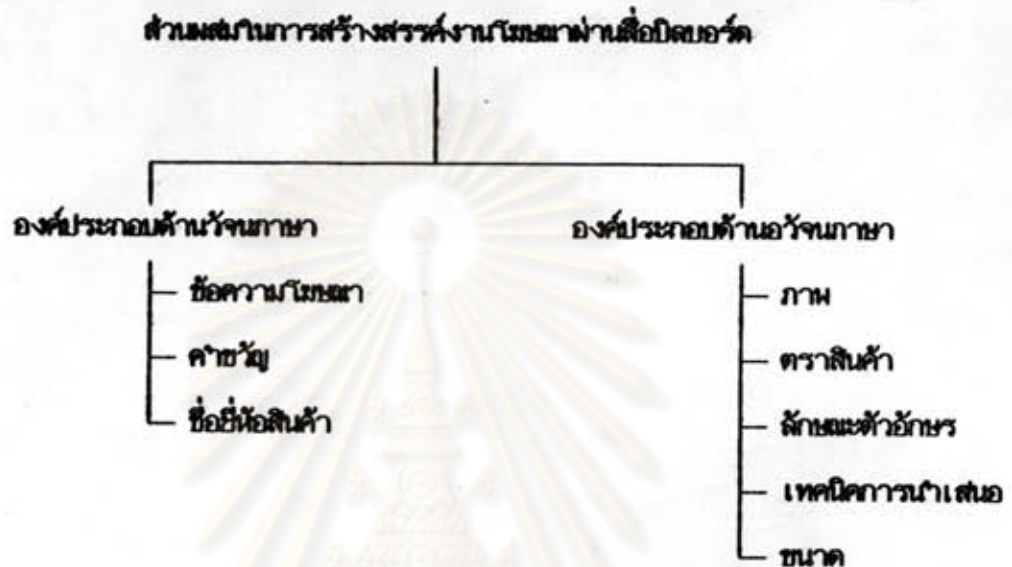 ส่วนผสมในการสร้างสรรค์งานโฆษณาผ่านสื่อบิลบอร์ด
องค์ประกอบด้านวัจนภาษา
ข้อความโฆษณา
คำขวัญ
ชื่อยี่ห้อสินค้า
องค์ประกอบด้านอวัจนภาษา
ภาพ
ตราสินค้า
ลักษณะตัวอักษร
เทคนิคการนำเสนอ
ขนาด